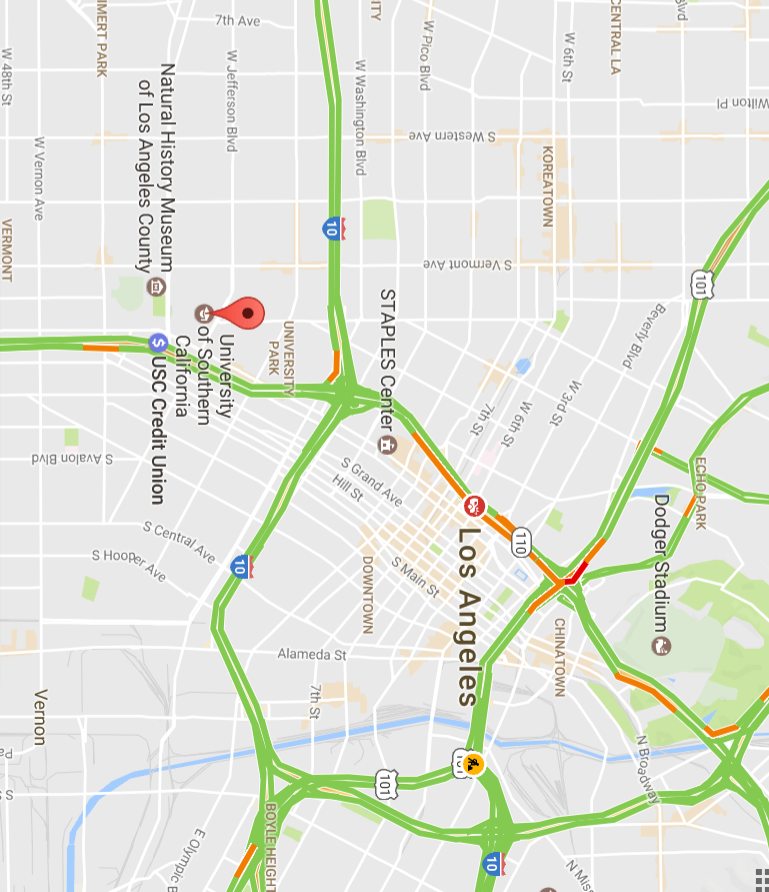 7th Ave
W Jefferson Blvd
W 48th St
W Vernon Ave
VERMONT
Natural History Museum
of Los Angeles County
University
of Southern
California
USC Credit Union
UNIVERSITY
PARK
W Washington Blvd
W Pico Blvd
W 6th St
CENTRAL LA
Wilton Pl
S Western Ave
KOREATOWN
S Vermont Ave
10
101
Beverly Blvd
W 3rd St
W 6th St
7th St
STAPLES Center
S Avalon Blvd
S Central Ave
S Hooper Ave
S Grand Ave
Hill St
S Main St
DOWNTOWN
Los Angeles
110
ECHO PARK
Dodger Stadium
CHINATOWN
10
Alameda St
7th St
Vernon
101
101
N Broadway
BOYLE HEIGHT
E Olympic B
10
N Mis